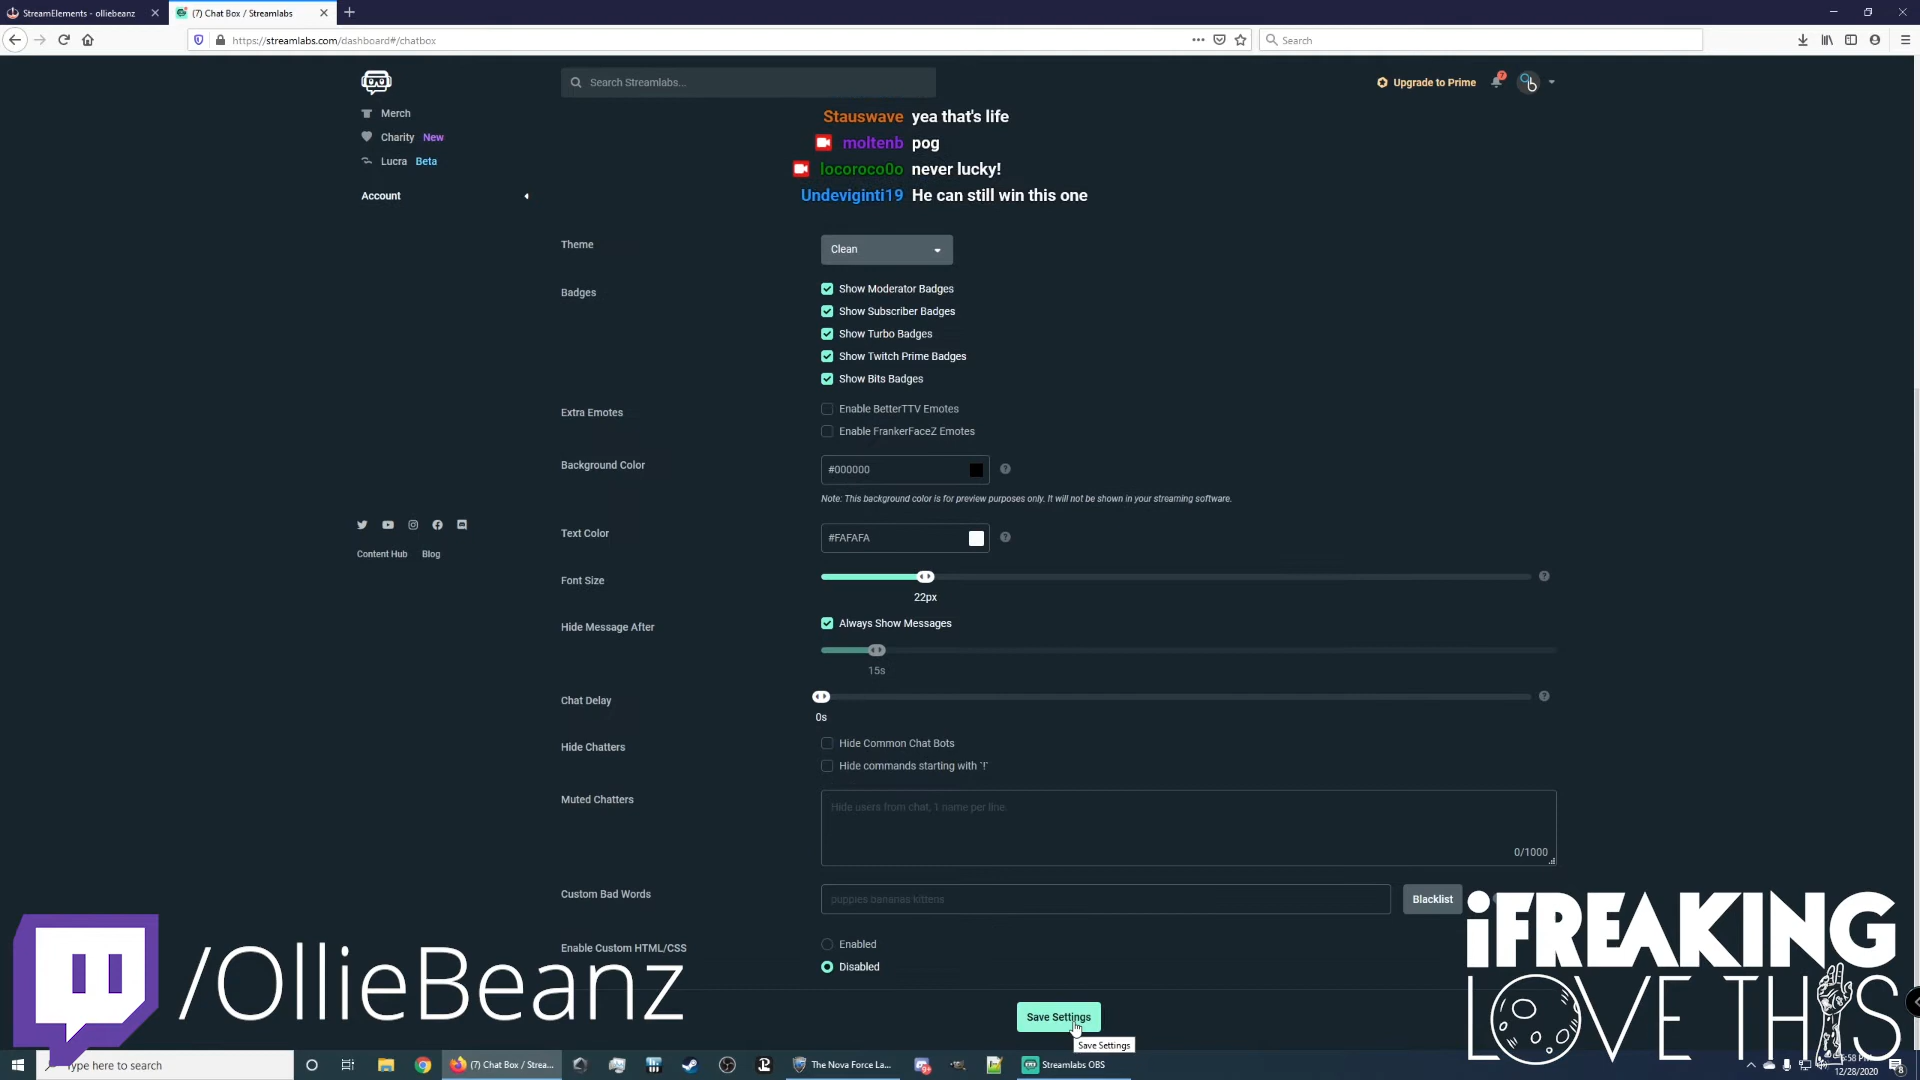 StreamElements - olliebeanz
(7) Chat Box / Streamlabs
https://streamlabs.com/dashboard#/chatbox
Search
Search Streamlabs...
Upgrade to Prime
7
Merch
Charity New
Lucra Beta
Account
Stauswave yea that's life
moltenb pog
locoroco0o never lucky!
Undeviginti19 He can still win this one
Theme
Clean
Badges
Show Moderator Badges
Show Subscriber Badges
Show Turbo Badges
Show Twitch Prime Badges
Show Bits Badges
Extra Emotes
Enable BetterTTV Emotes
Enable FrankerFaceZ Emotes
Background Color
#000000
Note: This background color is for preview purposes only. It will not be shown in your streaming software.
Text Color
#FAFAFA
Content Hub
Blog
Font Size
22px
Hide Message After
Always Show Messages
15s
Chat Delay
0s
Hide Chatters
Hide Common Chat Bots
Hide commands starting with `!`
Muted Chatters
Hide users from chat, 1 name per line.
0/1000
Custom Bad Words
puppies bananas kittens
Blacklist
Enable Custom HTML/CSS
Enabled
Disabled
Save Settings
Save Settings
/OllieBeanz
iFREAKING
LOVE THIS
Type here to search
(7) Chat Box / Strea...
The Nova Force La...
Streamlabs OBS
:58 PM
12/28/2020
8